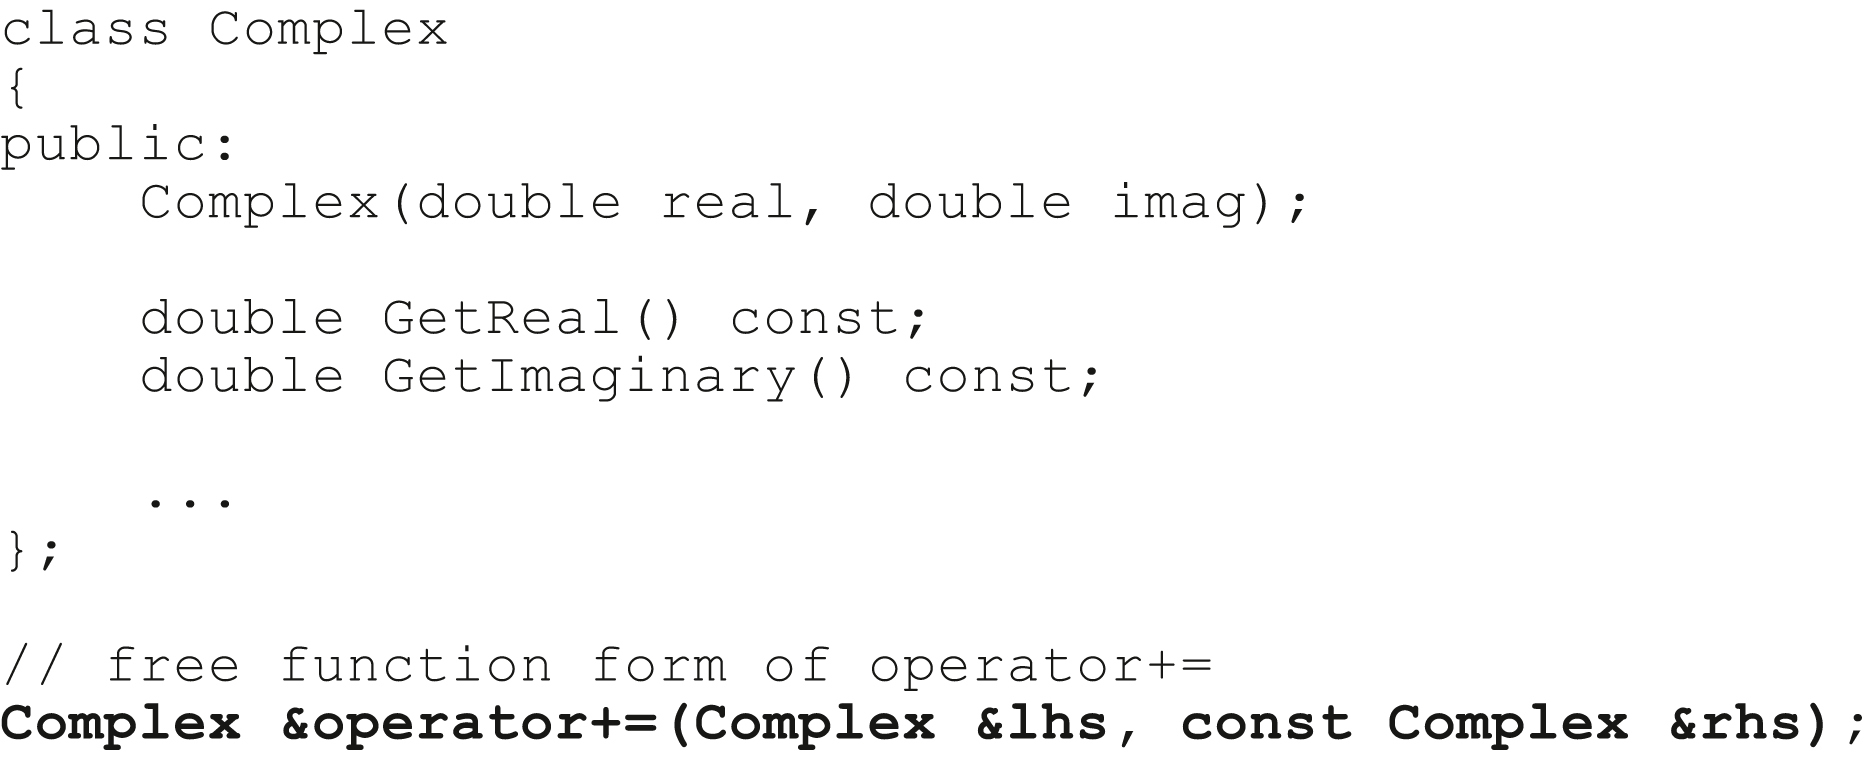 class Complex
{
public:
    Complex(double real, double imag);

    double GetReal() const;
    double GetImaginary() const;

    ...
};

// free function form of operator+=
Complex &operator+=(Complex &lhs, const Complex &rhs);